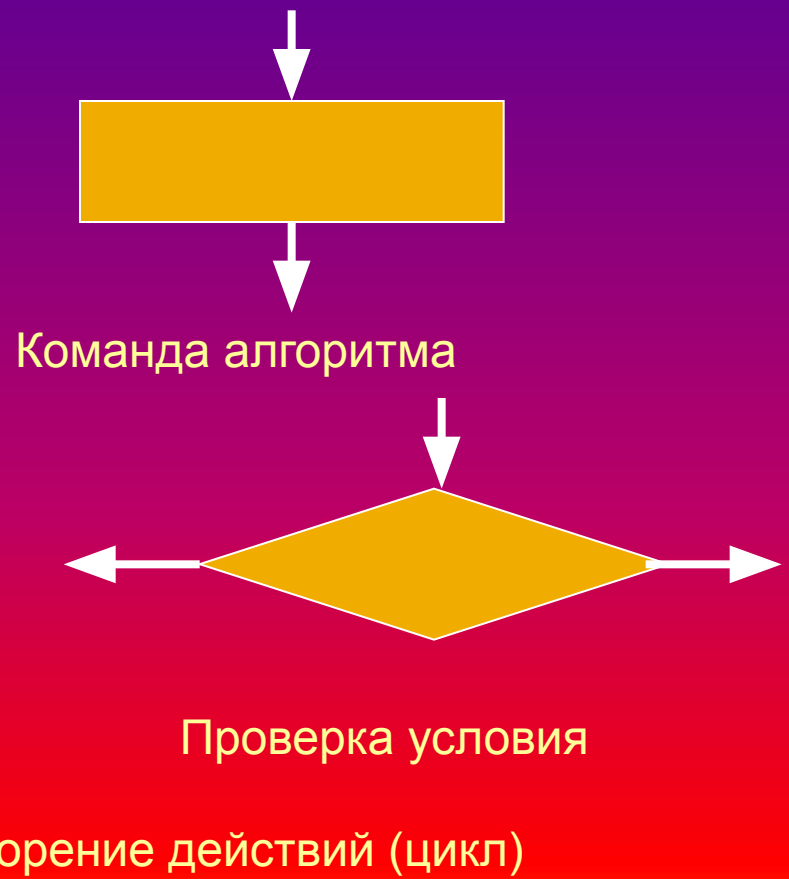 Команда алгоритма
Проверка условия
орение действий (цикл)